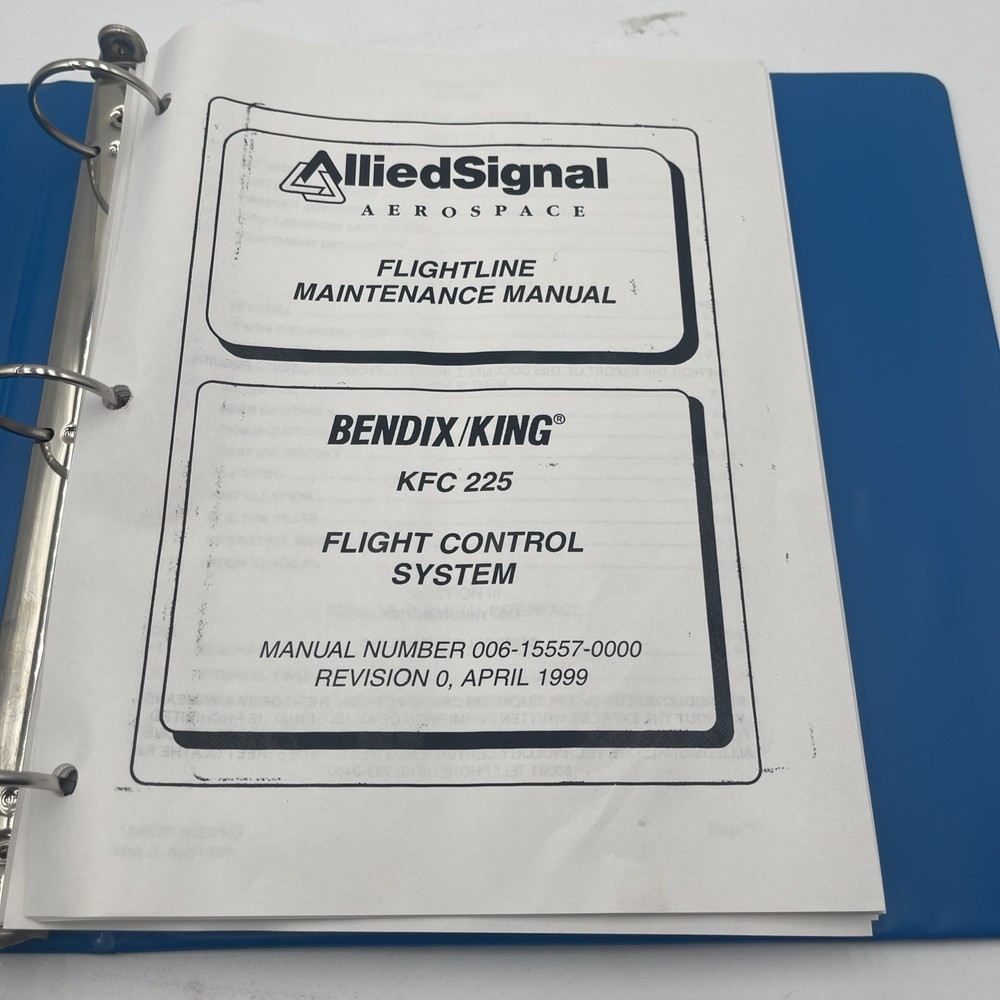 AlliedSignal
AEROSPACE
FLIGHTLINE
MAINTENANCE MANUAL
BENDIX/KING®
KFC 225
FLIGHT CONTROL
SYSTEM
MANUAL NUMBER 006-15557-0000
REVISION 0, APRIL 1999